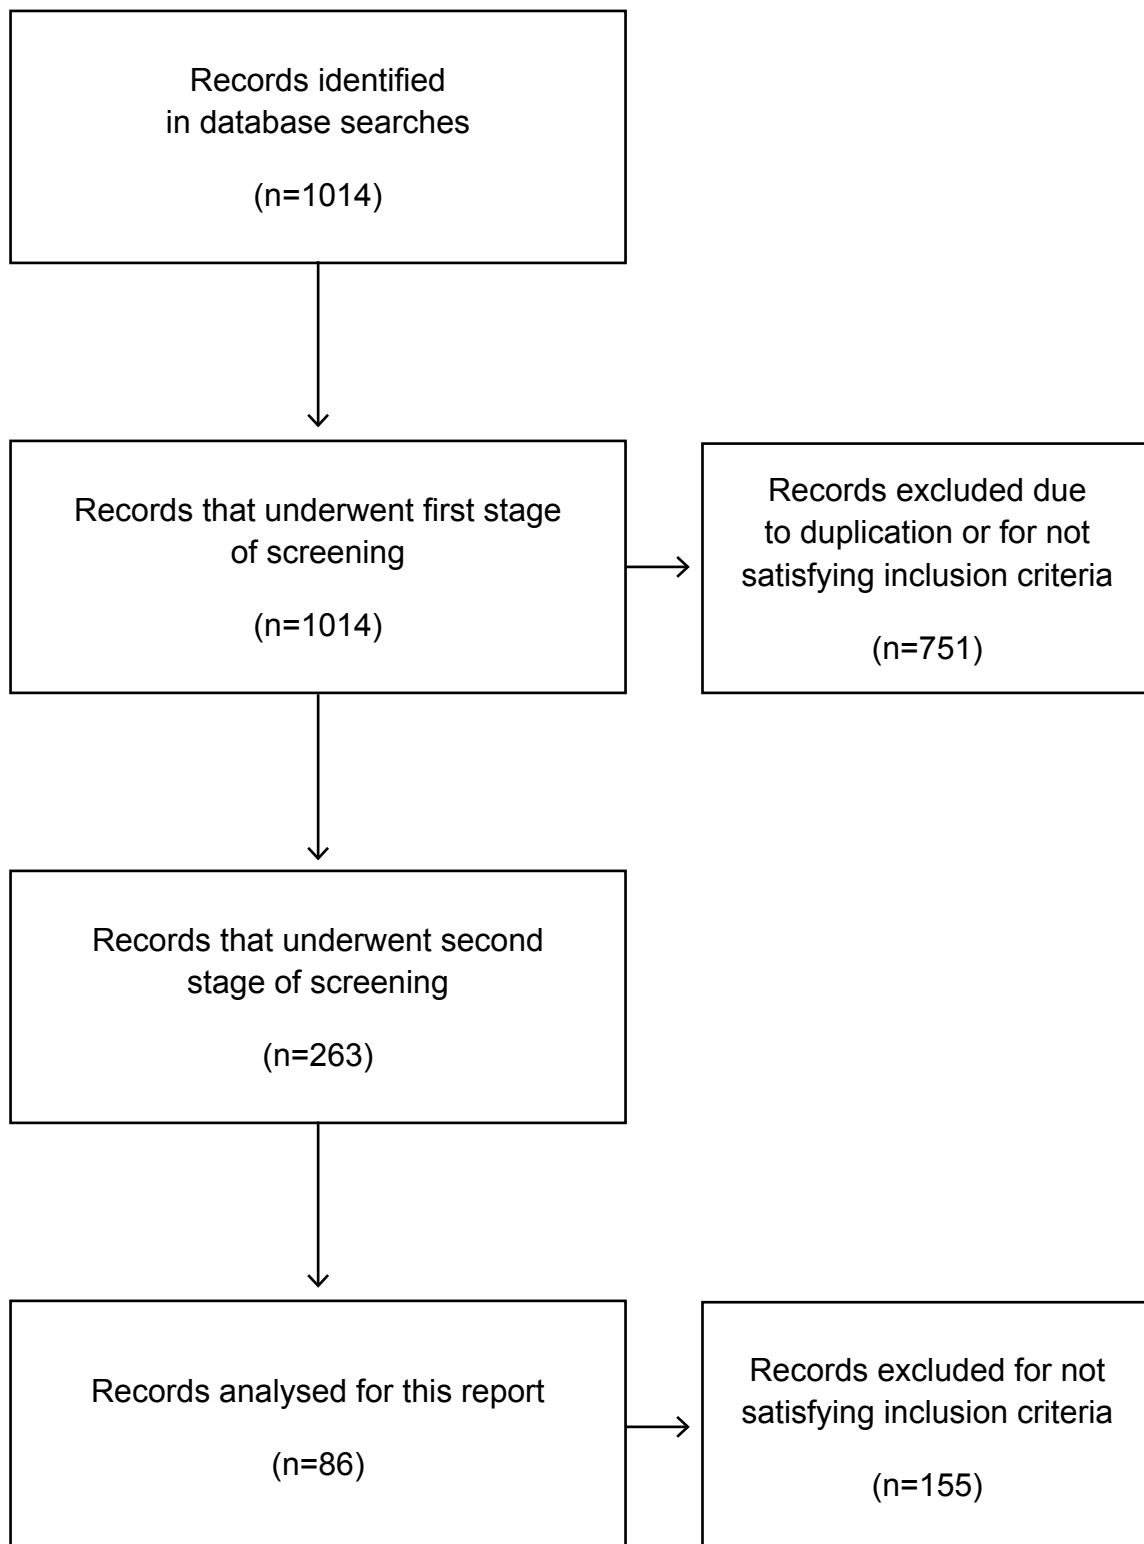 Records identified
in database searches
(n=1014)
Records that underwent first stage
of screening
(n=1014)
Records excluded due
to duplication or for not
satisfying inclusion criteria
(n=751)
Records that underwent second
stage of screening
(n=263)
Records analysed for this report
(n=86)
Records excluded for not
satisfying inclusion criteria
(n=155)